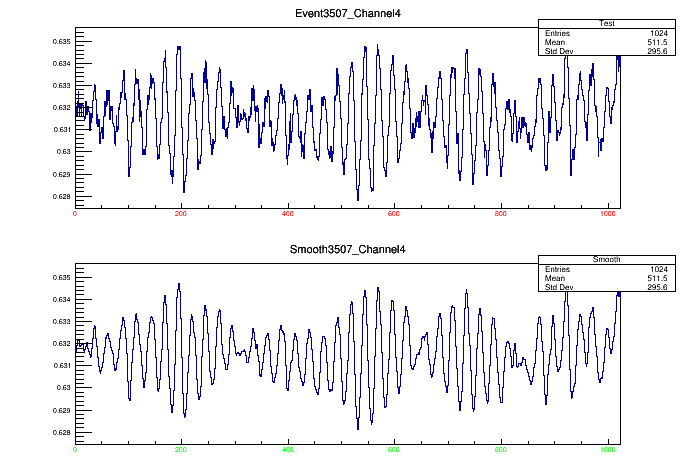 Event3507_Channel4
Test
Entries 1024
Mean 511.5
Std Dev 295.6
0.635
0.634
0.633
0.632
0.631
0.63
0.629
0.628
0 200 400 600 800 1000
Smooth3507_Channel4
Smooth
Entries 1024
Mean 511.5
Std Dev 295.6
0.635
0.634
0.633
0.632
0.631
0.63
0.629
0.628
0 200 400 600 800 1000